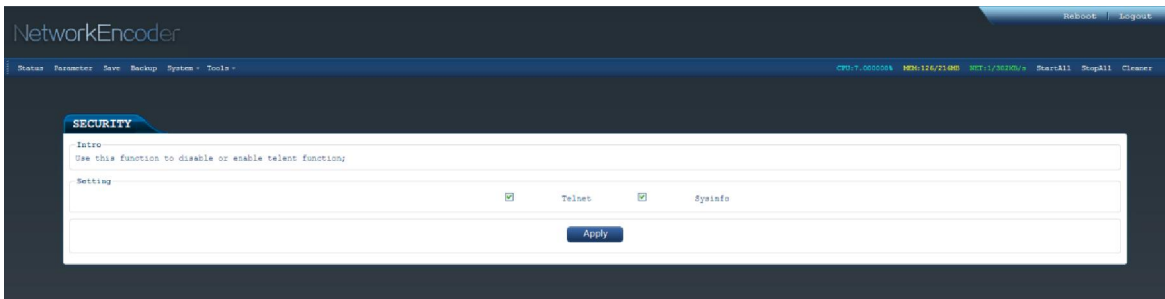 Reboot | Logout
NetworkEncoder
Status Parameter Save Backup System Tools CPU:7.000000% MEM:126/216MB NET:1/302KB/s StartAll StopAll Cleaner
SECURITY
Intro
Use this function to disable or enable telent function;
Setting
Telnet Sysinfo
Apply